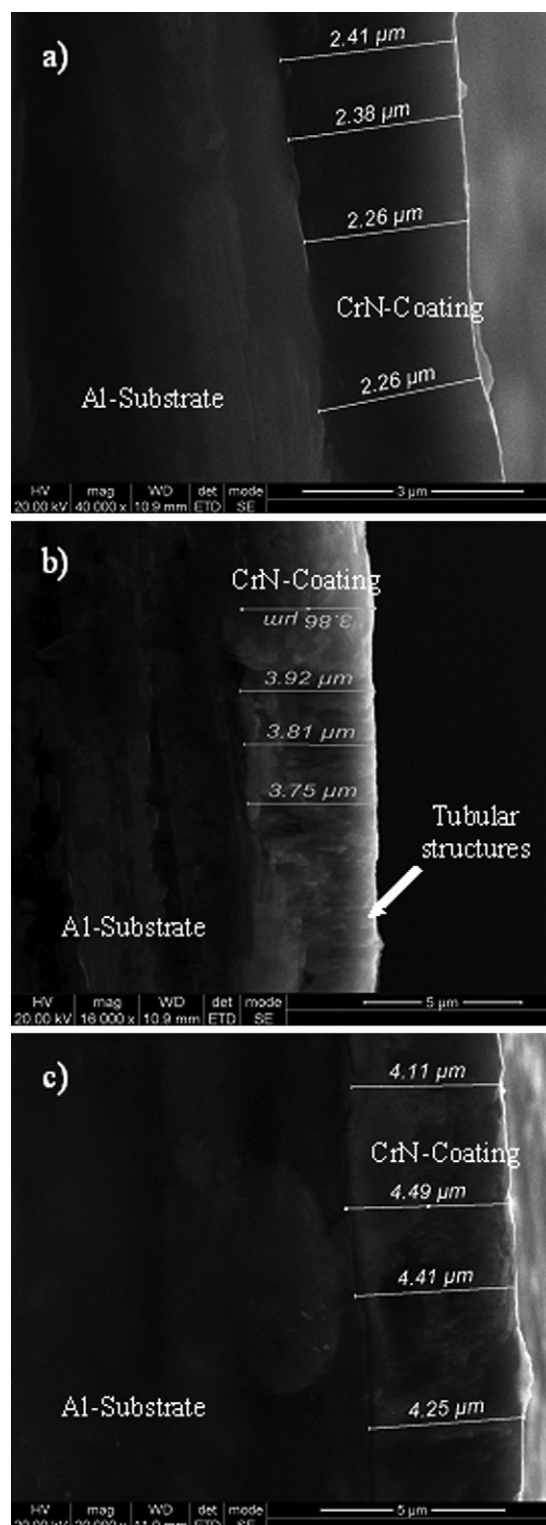 a)
2.41 µm
2.38 µm
2.26 µm
CrN-Coating
2.26 µm
Al-Substrate
HV mag WD det mode
20.00 kV 40 000 x 10.9 mm ETD SE
3 µm
b)
CrN-Coating
3.86 µm
3.92 µm
3.81 µm
3.75 µm
Tubular
structures
Al-Substrate
HV mag WD det mode
20.00 kV 16 000 x 10.9 mm ETD SE
5 µm
c)
4.11 µm
CrN-Coating
4.49 µm
4.41 µm
4.25 µm
Al-Substrate
HV mag WD det mode
5 µm